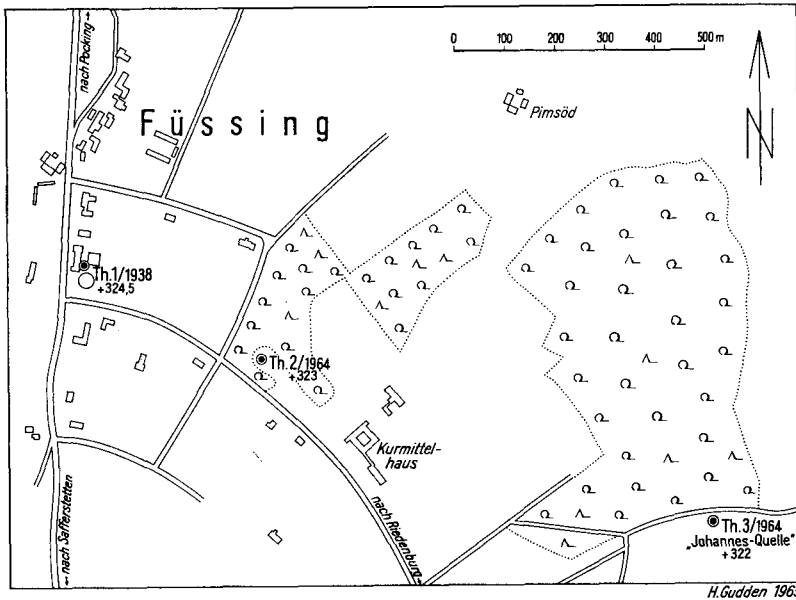 nach Pocking→
0 100 200 300 400 500 m
Pimsöd
N
Füssing
Th.1/1938
+324,5
Th.2/1964
+323
Kurmittel-
haus
←nach Safferstetten
nach Riedenburg→
Th.3/1964
„Johannes-Quelle"
+322
H.Gudden 1965